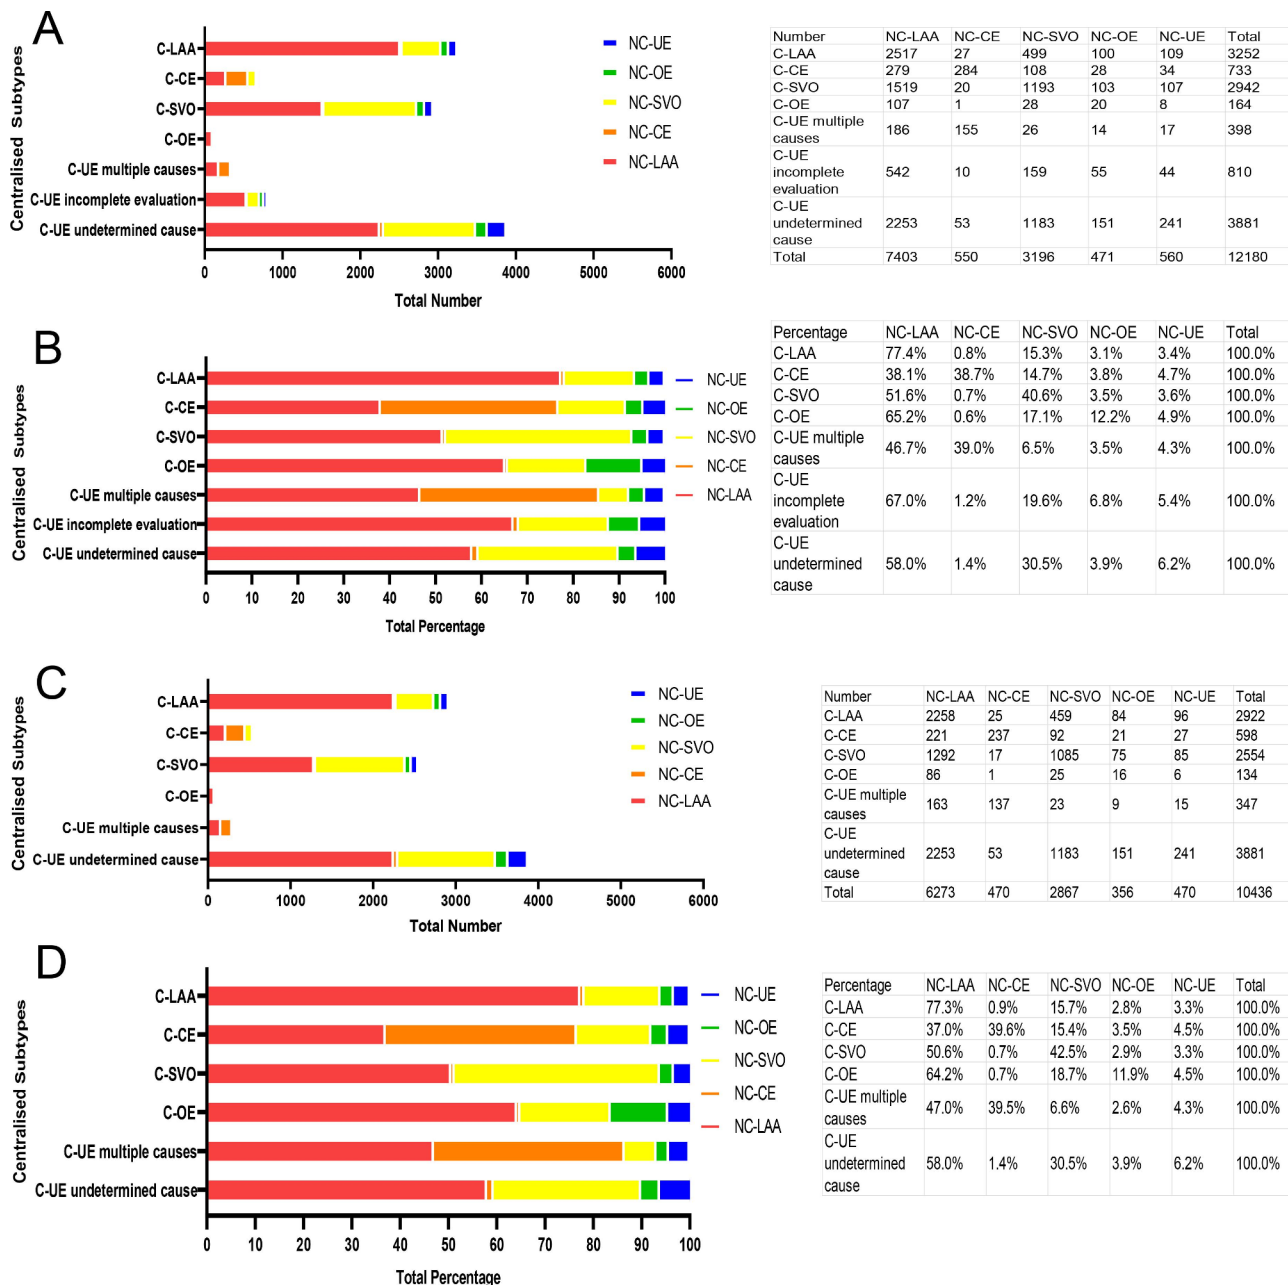 A
Centralised Subtypes
C-LAA
C-CE
C-SVO
C-OE
C-UE multiple causes
C-UE incomplete evaluation
C-UE undetermined cause
0 1000 2000 3000 4000 5000 6000
Total Number
NC-UE
NC-OE
NC-SVO
NC-CE
NC-LAA
Number NC-LAA NC-CE NC-SVO NC-OE NC-UE Total
C-LAA 2517 27 499 100 109 3252
C-CE 279 284 108 28 34 733
C-SVO 1519 20 1193 103 107 2942
C-OE 107 1 28 20 8 164
C-UE multiple
causes 186 155 26 14 17 398
C-UE
incomplete
evaluation 542 10 159 55 44 810
C-UE
undetermined
cause 2253 53 1183 151 241 3881
Total 7403 550 3196 471 560 12180
B
Centralised Subtypes
C-LAA
C-CE
C-SVO
C-OE
C-UE multiple causes
C-UE incomplete evaluation
C-UE undetermined cause
0 10 20 30 40 50 60 70 80 90 100
Total Percentage
NC-UE
NC-OE
NC-SVO
NC-CE
NC-LAA
Percentage NC-LAA NC-CE NC-SVO NC-OE NC-UE Total
C-LAA 77.4% 0.8% 15.3% 3.1% 3.4% 100.0%
C-CE 38.1% 38.7% 14.7% 3.8% 4.7% 100.0%
C-SVO 51.6% 0.7% 40.6% 3.5% 3.6% 100.0%
C-OE 65.2% 0.6% 17.1% 12.2% 4.9% 100.0%
C-UE multiple
causes 46.7% 39.0% 6.5% 3.5% 4.3% 100.0%
C-UE
incomplete
evaluation 67.0% 1.2% 19.6% 6.8% 5.4% 100.0%
C-UE
undetermined
cause 58.0% 1.4% 30.5% 3.9% 6.2% 100.0%
C
Centralised Subtypes
C-LAA
C-CE
C-SVO
C-OE
C-UE multiple causes
C-UE undetermined cause
0 1000 2000 3000 4000 5000 6000
Total Number
NC-UE
NC-OE
NC-SVO
NC-CE
NC-LAA
Number NC-LAA NC-CE NC-SVO NC-OE NC-UE Total
C-LAA 2258 25 459 84 96 2922
C-CE 221 237 92 21 27 598
C-SVO 1292 17 1085 75 85 2554
C-OE 86 1 25 16 6 134
C-UE multiple
causes 163 137 23 9 15 347
C-UE
undetermined
cause 2253 53 1183 151 241 3881
Total 6273 470 2867 356 470 10436
D
Centralised Subtypes
C-LAA
C-CE
C-SVO
C-OE
C-UE multiple causes
C-UE undetermined cause
0 10 20 30 40 50 60 70 80 90 100
Total Percentage
NC-UE
NC-OE
NC-SVO
NC-CE
NC-LAA
Percentage NC-LAA NC-CE NC-SVO NC-OE NC-UE Total
C-LAA 77.3% 0.9% 15.7% 2.8% 3.3% 100.0%
C-CE 37.0% 39.6% 15.4% 3.5% 4.5% 100.0%
C-SVO 50.6% 0.7% 42.5% 2.9% 3.3% 100.0%
C-OE 64.2% 0.7% 18.7% 11.9% 4.5% 100.0%
C-UE multiple
causes 47.0% 39.5% 6.6% 2.6% 4.3% 100.0%
C-UE
undetermined
cause 58.0% 1.4% 30.5% 3.9% 6.2% 100.0%